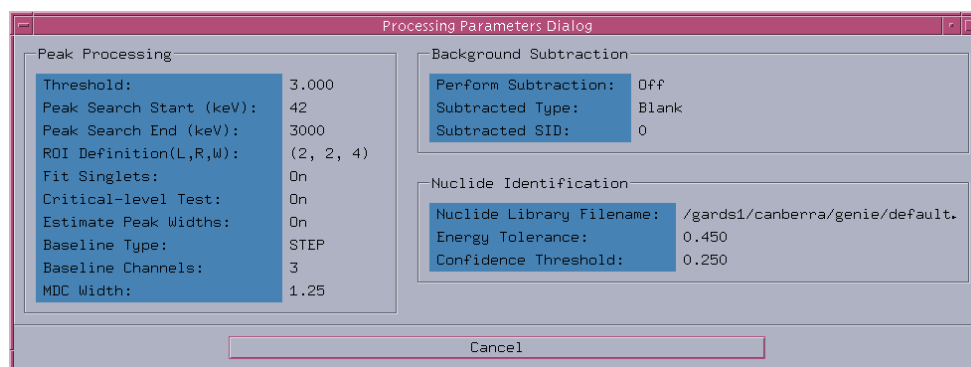 Processing Parameters Dialog
Peak Processing
Threshold: 3.000
Peak Search Start (keV): 42
Peak Search End (keV): 3000
ROI Definition(L,R,W): (2, 2, 4)
Fit Singlets: On
Critical-level Test: On
Estimate Peak Widths: On
Baseline Type: STEP
Baseline Channels: 3
MDC Width: 1.25
Background Subtraction
Perform Subtraction: Off
Subtracted Type: Blank
Subtracted SID: 0
Nuclide Identification
Nuclide Library Filename: /gards1/canberra/genie/default.
Energy Tolerance: 0.450
Confidence Threshold: 0.250
Cancel